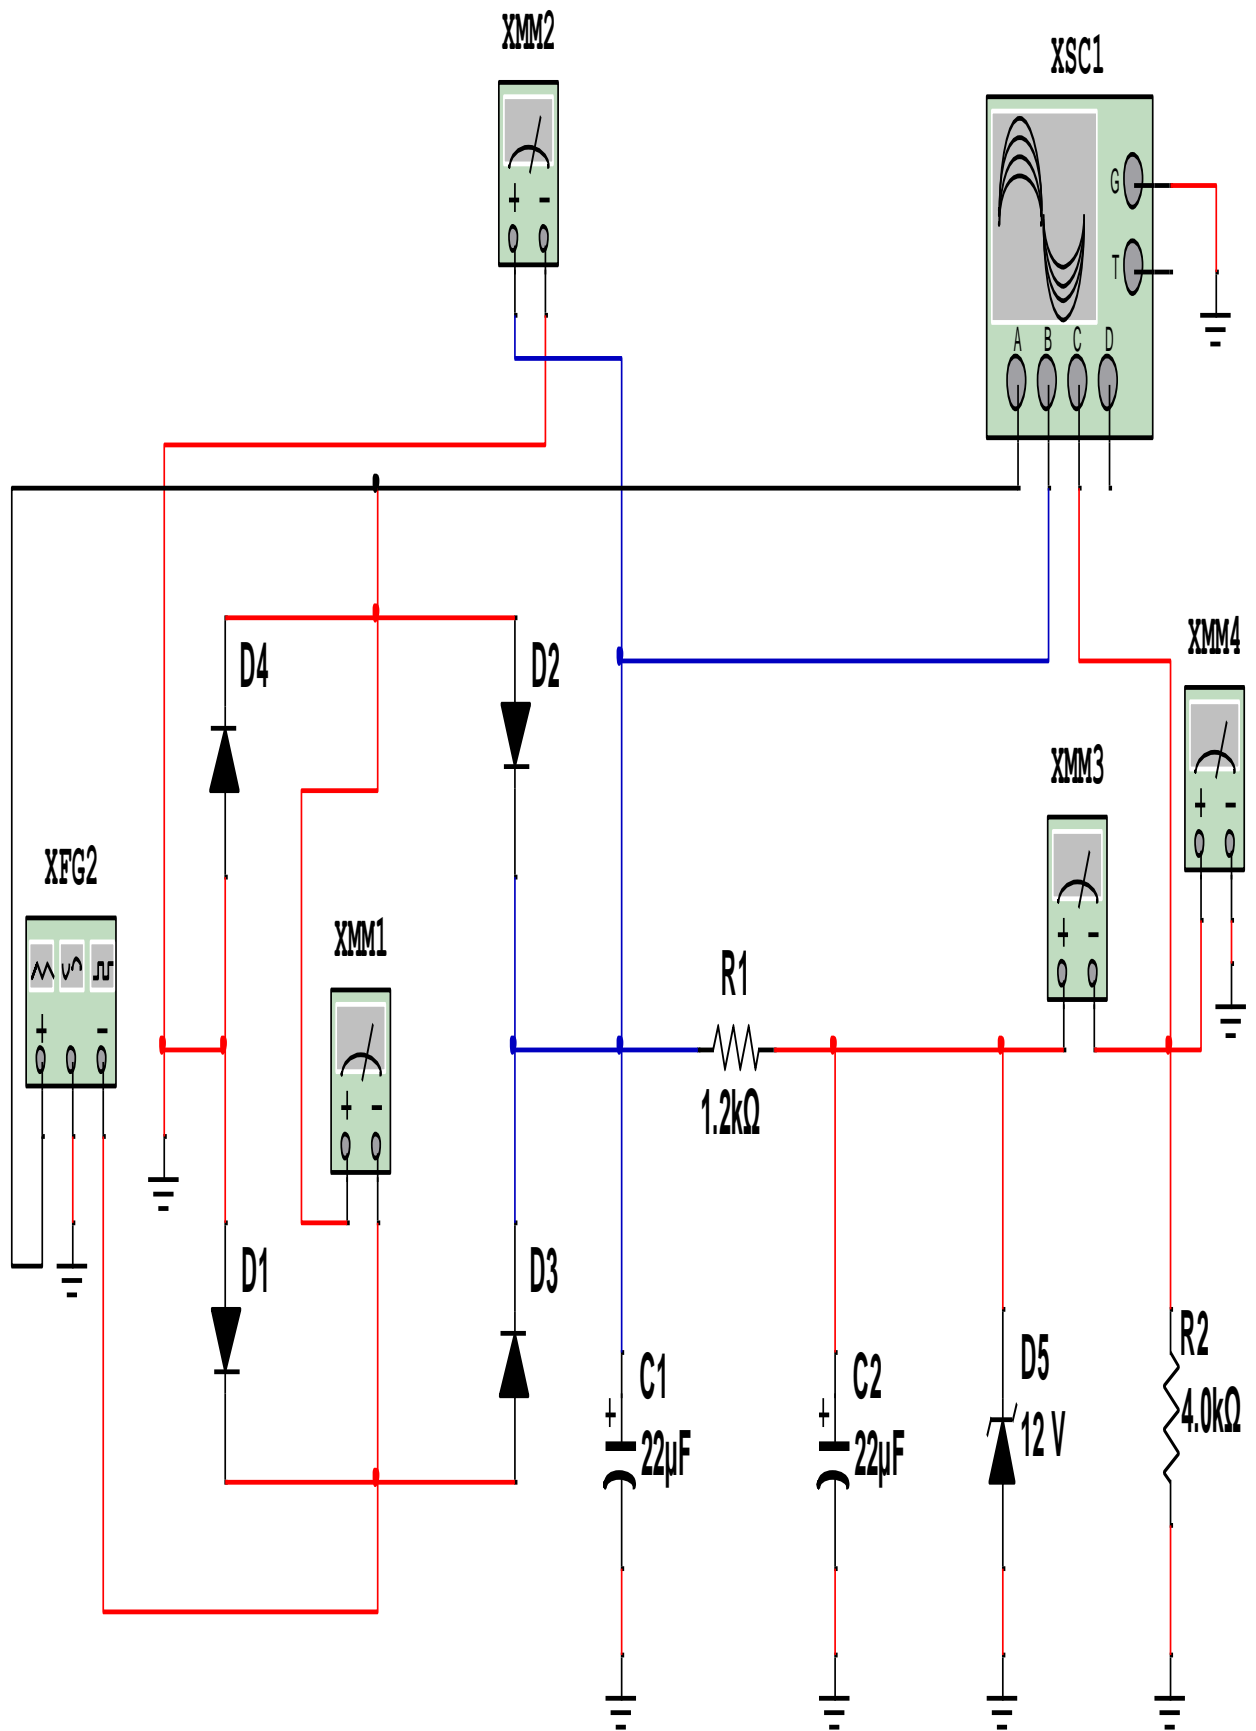 XMM2
XSC1
G
T
A B C D
+ -
D4
D2
XMM4
XMM3
+ -
XFG2
XMM1
+ -
R1
+ -
1.2kΩ
+ -
D1
D3
R2
4.0kΩ
D5
12 V
C1
+
22µF
C2
+
22µF